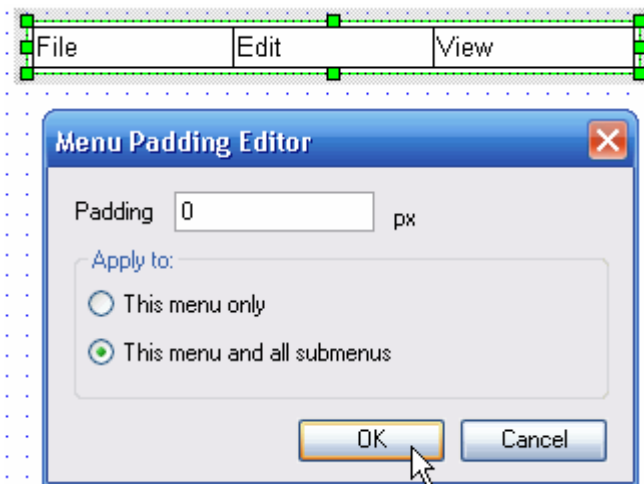 File Edit View
Menu Padding Editor
Padding 0 px
Apply to:
This menu only
This menu and all submenus
OK Cancel